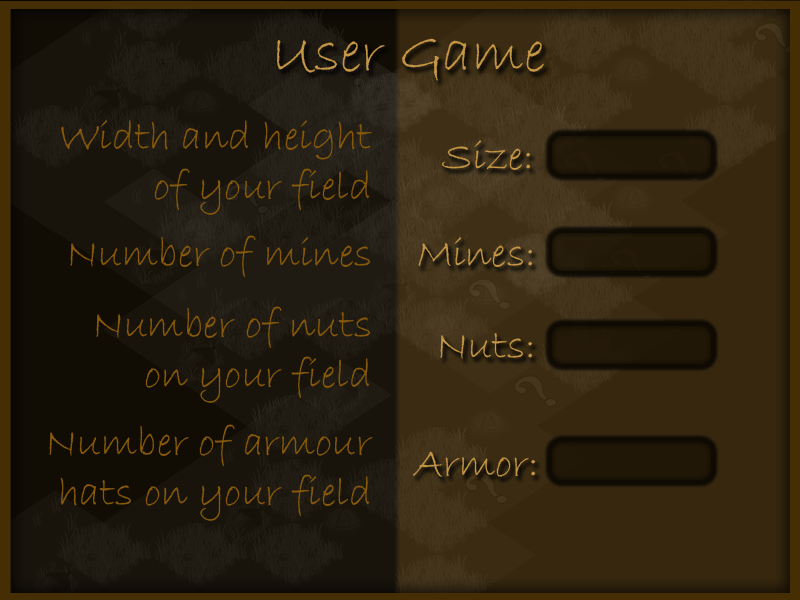 User Game
Width and height
of your field
Size:
Number of mines
Mines:
Number of nuts
on your field
Nuts:
Number of armour
hats on your field
Armor: